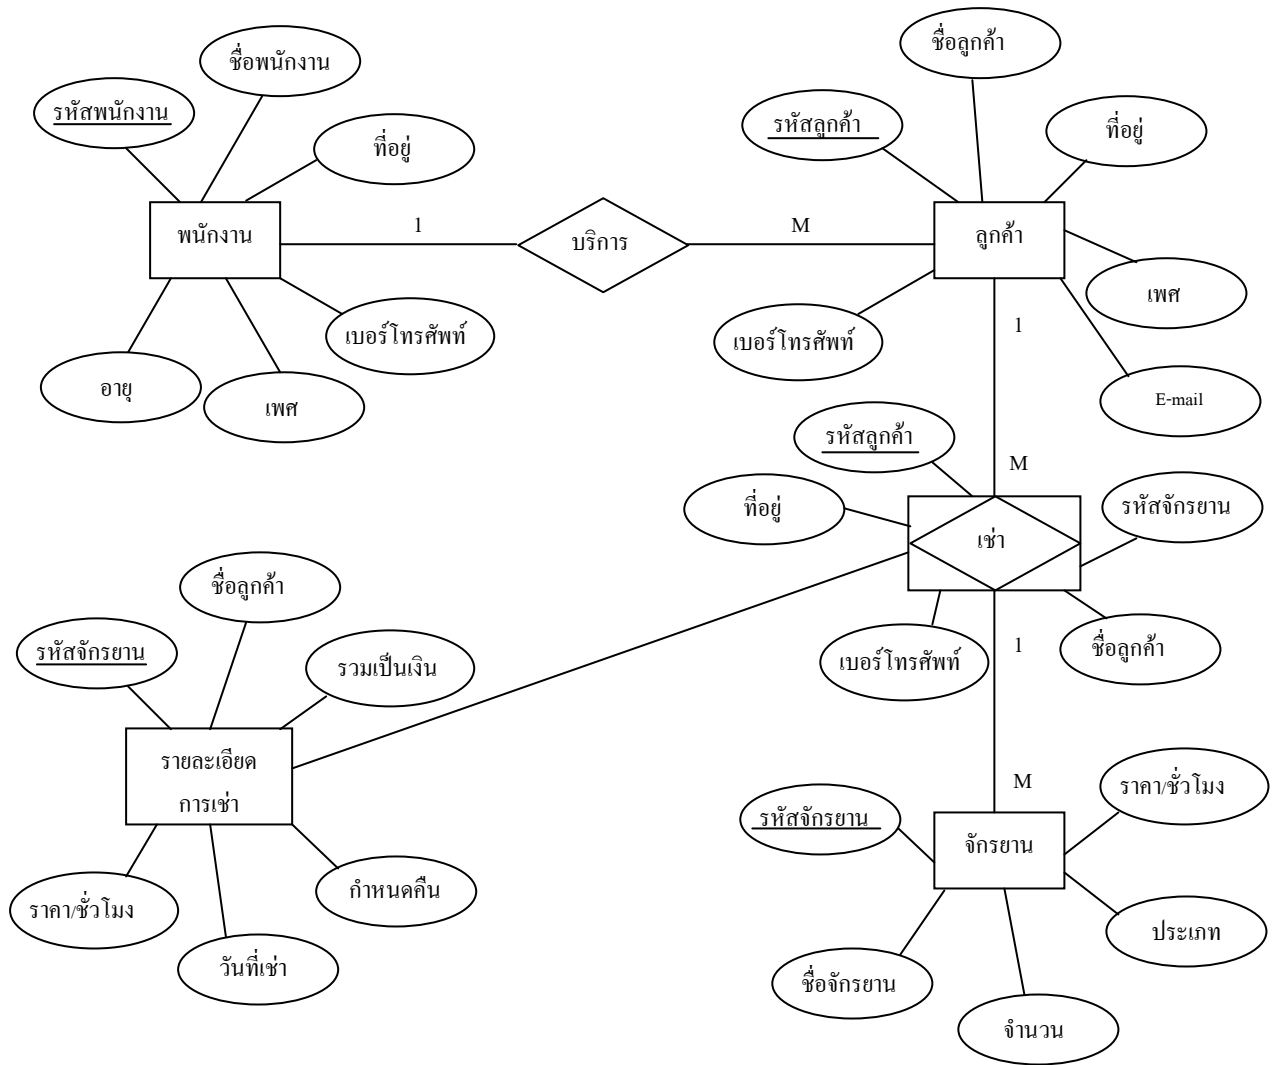 ชื่อพนักงาน
รหัสพนักงาน
ที่อยู่
พนักงาน
1
บริการ
M
ลูกค้า
ชื่อลูกค้า
รหัสลูกค้า
ที่อยู่
เพศ
เบอร์โทรศัพท์
E-mail
เบอร์โทรศัพท์
อายุ
เพศ
1
M
รหัสลูกค้า
ที่อยู่
รหัสจักรยาน
เช่า
เบอร์โทรศัพท์
ชื่อลูกค้า
1
M
ชื่อลูกค้า
รหัสจักรยาน
รวมเป็นเงิน
รายละเอียด
การเช่า
ราคา/ชั่วโมง
วันที่เช่า
กำหนดคืน
รหัสจักรยาน
ราคา/ชั่วโมง
จักรยาน
ประเภท
ชื่อจักรยาน
จำนวน